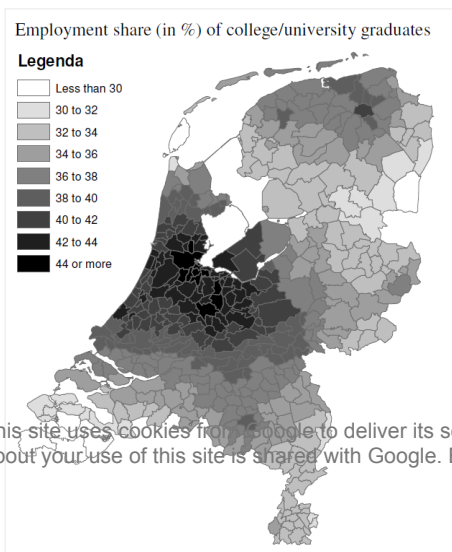 Employment share (in %) of college/university graduates
Legenda
Less than 30
30 to 32
32 to 34
34 to 36
36 to 38
38 to 40
40 to 42
42 to 44
44 or more
his site uses cookies from Google to deliver its s
out your use of this site is shared with Google. B